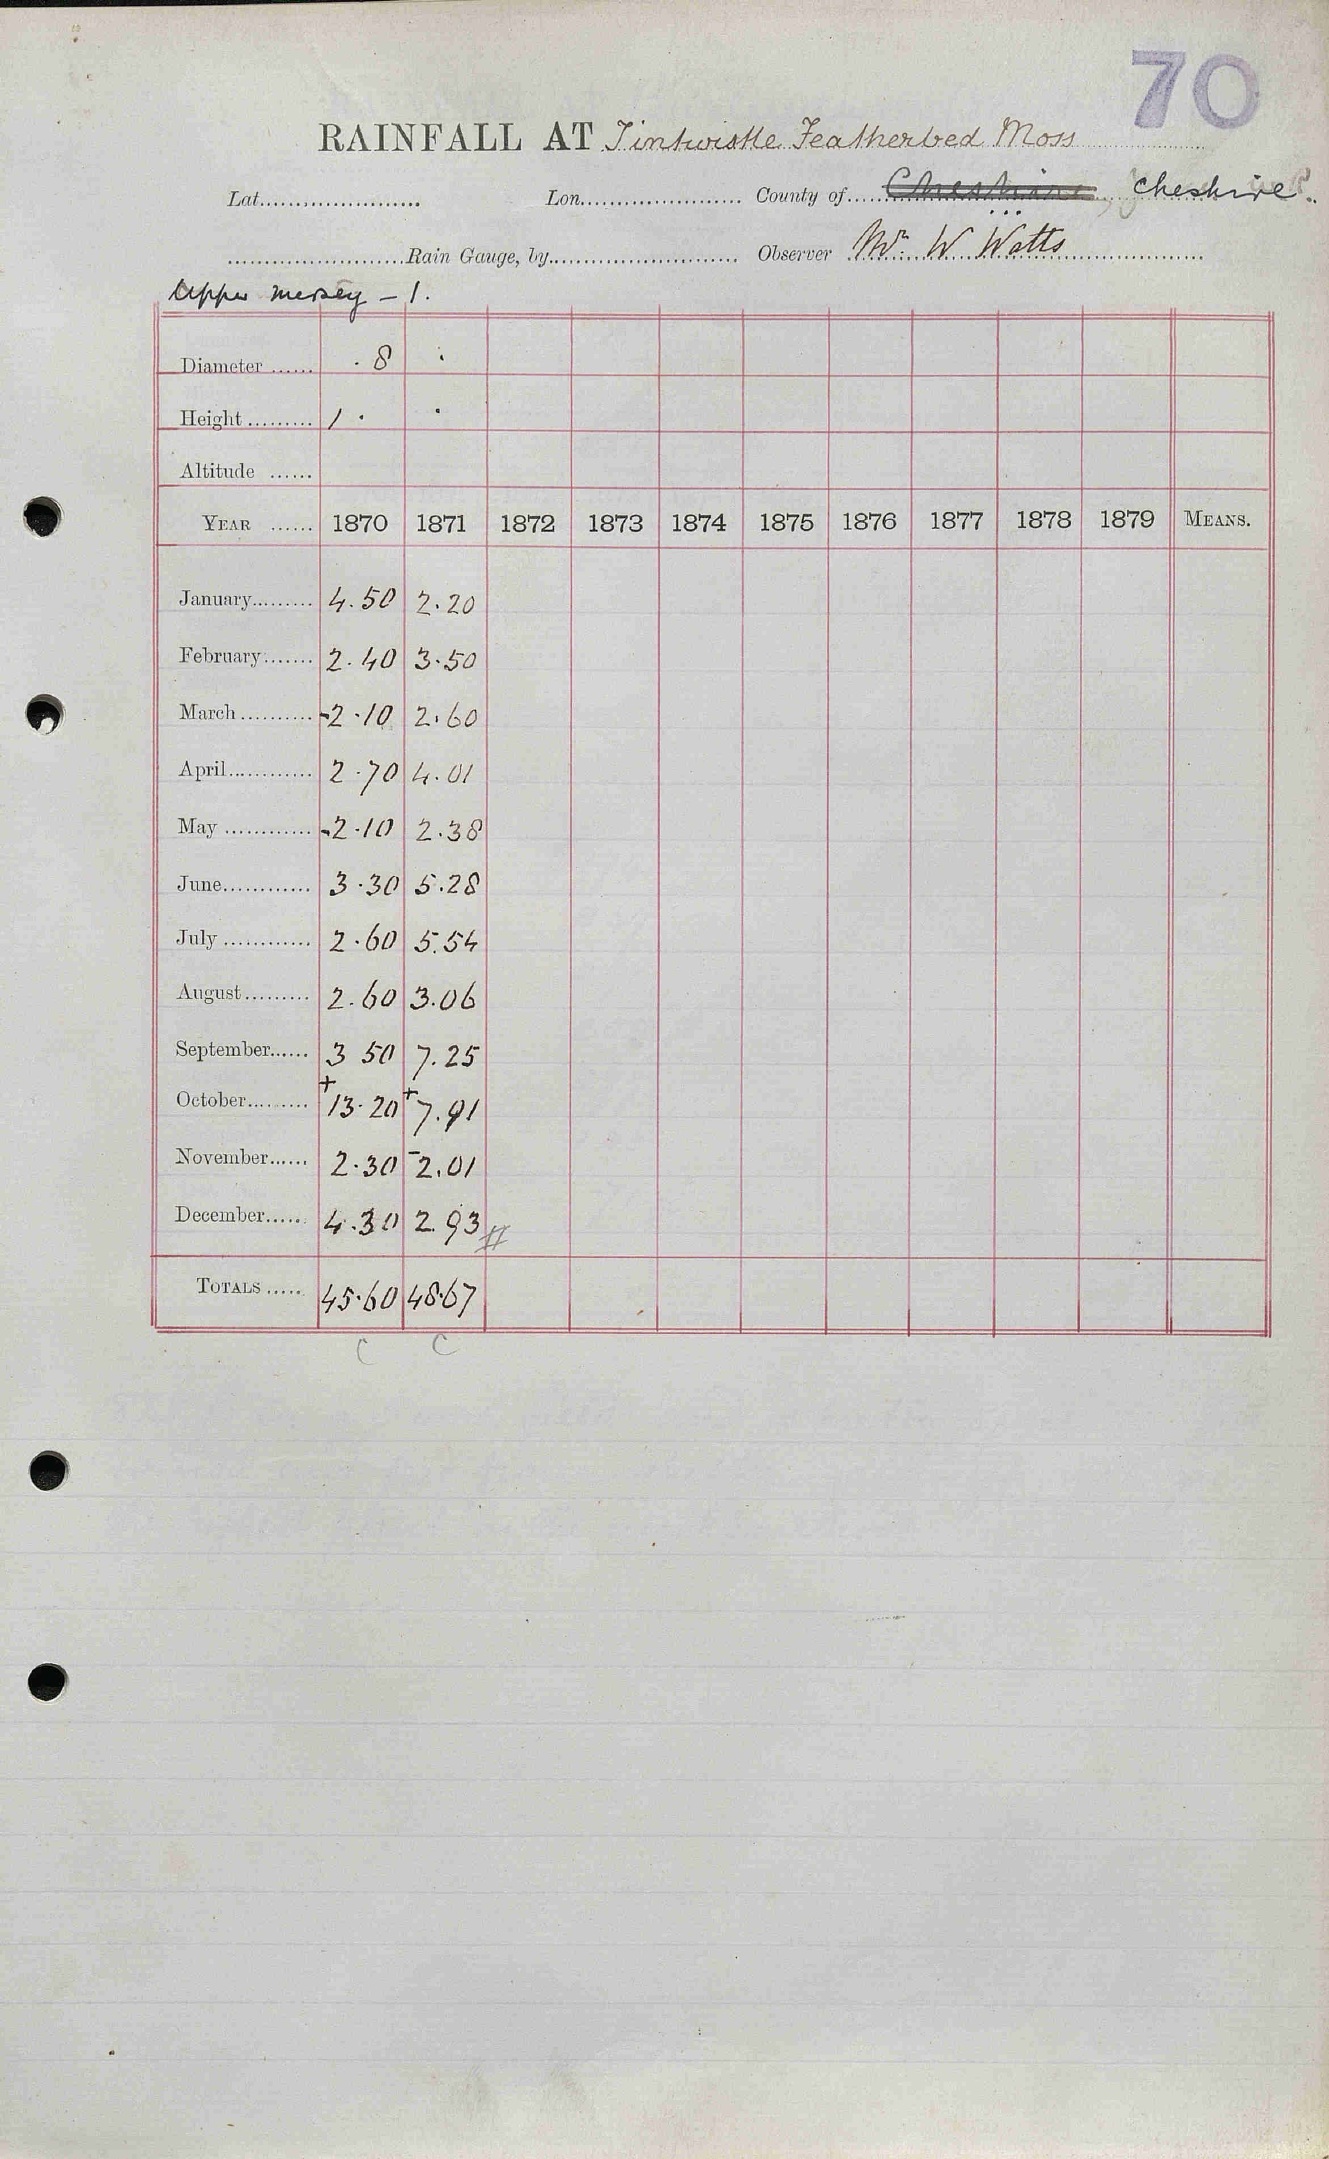 70
RAINFALL AT Tintwistle Featherbed Moss
Lat...................... Lon...................... County of...... Cheshire, Cheshire.
........................Rain Gauge, by.......................... Observer Mr. W Watts
Upper Mersey - 1.
Diameter ...... . 8 .
Height ......... 1 . .
Altitude ......
YEAR ...... 1870 1871 1872 1873 1874 1875 1876 1877 1878 1879 MEANS.
January......... 4.50 2.20
February....... 2.40 3.50
March.......... -2.10 2.60
April............ 2.70 4.01
May ............ -2.10 2.38
June............ 3.30 5.28
July ............ 2.60 5.54
August......... 2.60 3.06
September...... 3 50 7.25
October......... +13.20 +7.91
November...... 2.30 -2.01
December...... 4.30 2.93 #
TOTALS ..... 45.60 48.67
C C